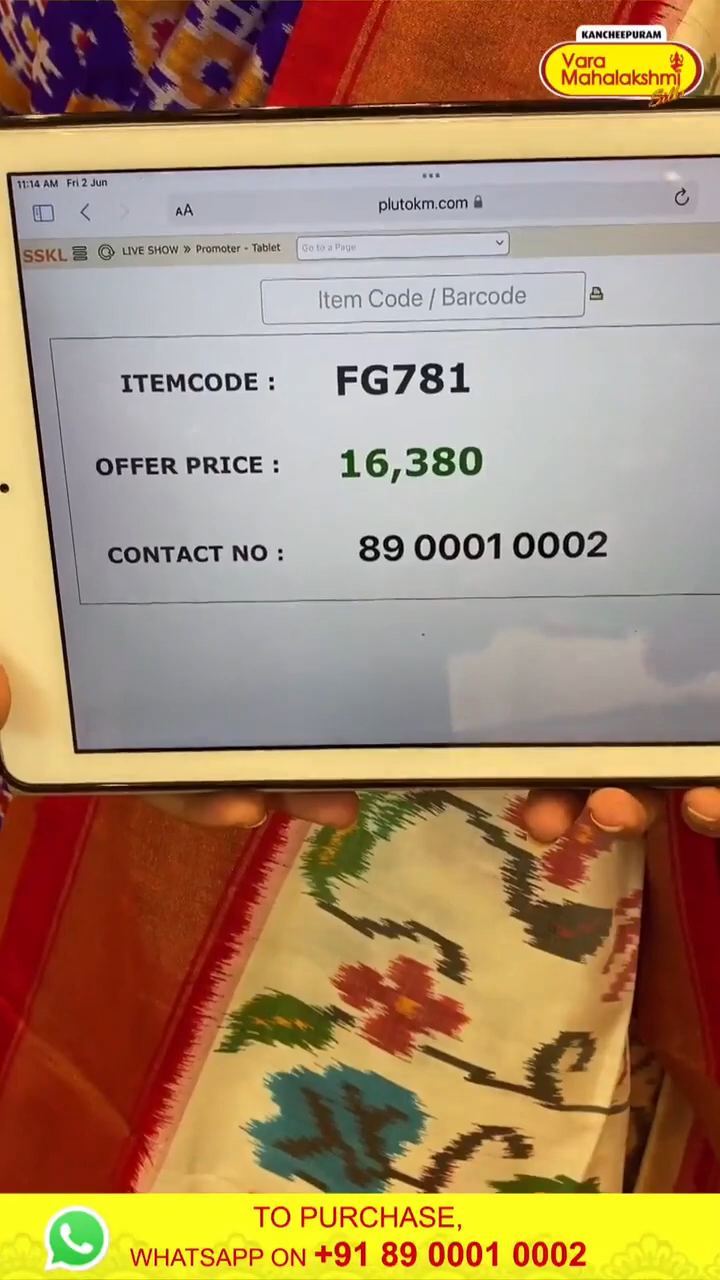 KANCHEEPURAM
Vara
Mahalakshmi
Silks
11:14 AM Fri 2 Jun
AA plutokm.com
SSKL LIVE SHOW » Promoter - Tablet Go to a Page
Item Code / Barcode
ITEMCODE : FG781
OFFER PRICE : 16,380
CONTACT NO : 89 0001 0002
TO PURCHASE,
WHATSAPP ON +91 89 0001 0002